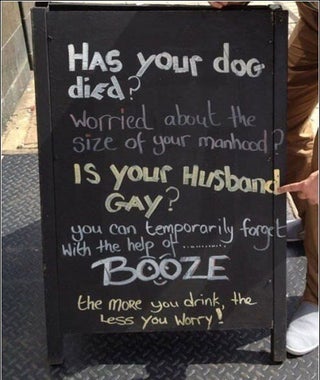 HAS your dog
died?
Worried about the
size of your manhood?
IS your HUSband
GAY?
you can temporarily forget
With the help of ..........
BOOZE
the MORE you drink, the
LESS you Worry!